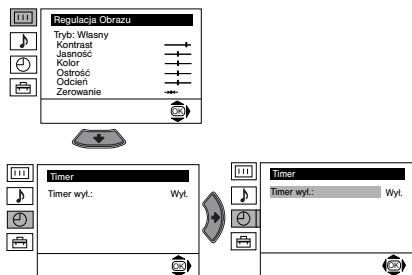 Regulacja Obrazu
Tryb: Własny
Kontrast
Jasność
Kolor
Ostrość
Odcień
Zerowanie
OK
Timer
Timer wył.: Wył.
OK
Timer
Timer wył.: Wył.
OK